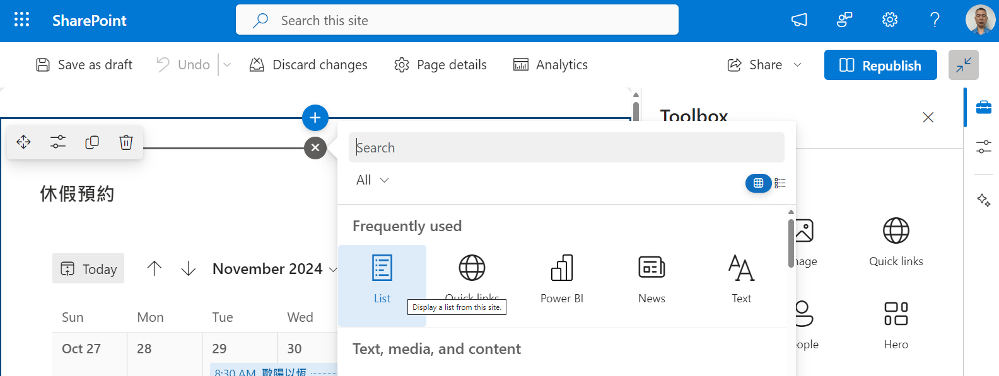 SharePoint
Search this site
Save as draft
Undo
Discard changes
Page details
Analytics
Share
Republish
Toolbox
Search
All
休假預約
Frequently used
Today
November 2024
List
Quick links
Power BI
News
Text
Display a list from this site.
Quick links
Hero
Sun Mon Tue Wed
Oct 27 28 29 30
Text, media, and content
8:30 AM 歐陽以恆